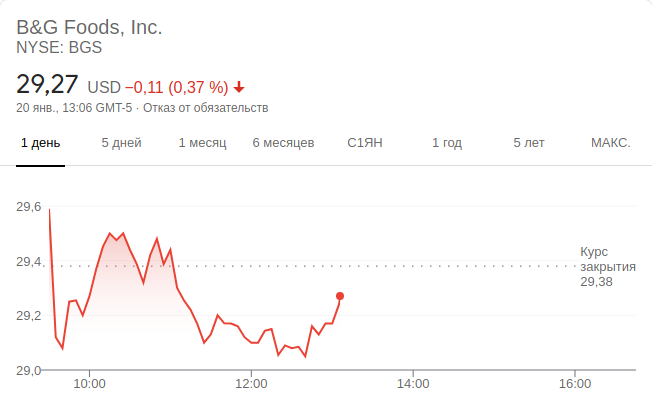 B&G Foods, Inc.
NYSE: BGS
29,27 USD −0,11 (0,37 %)
20 янв., 13:06 GMT-5 · Отказ от обязательств
1 день 5 дней 1 месяц 6 месяцев С1ЯН 1 год 5 лет МАКС.
29,6
29,4
29,2
29,0
Курс
закрытия
29,38
10:00 12:00 14:00 16:00